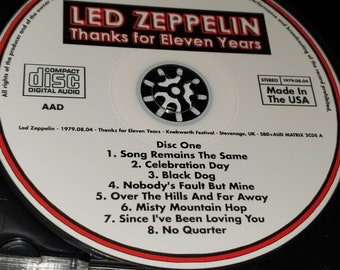 LED ZEPPELIN
Thanks for Eleven Years
COMPACT
disc
DIGITAL AUDIO
AAD
STEREO 1979.08.04
Made In
The USA
Led Zeppelin - 1979.08.04 - Thanks for Eleven Years - Knebworth Festival - Stevenage, UK - SBD+AUD MATRIX 2CDS A
Disc One
1. Song Remains The Same
2. Celebration Day
3. Black Dog
4. Nobody's Fault But Mine
5. Over The Hills And Far Away
6. Misty Mountain Hop
7. Since I've Been Loving You
8. No Quarter